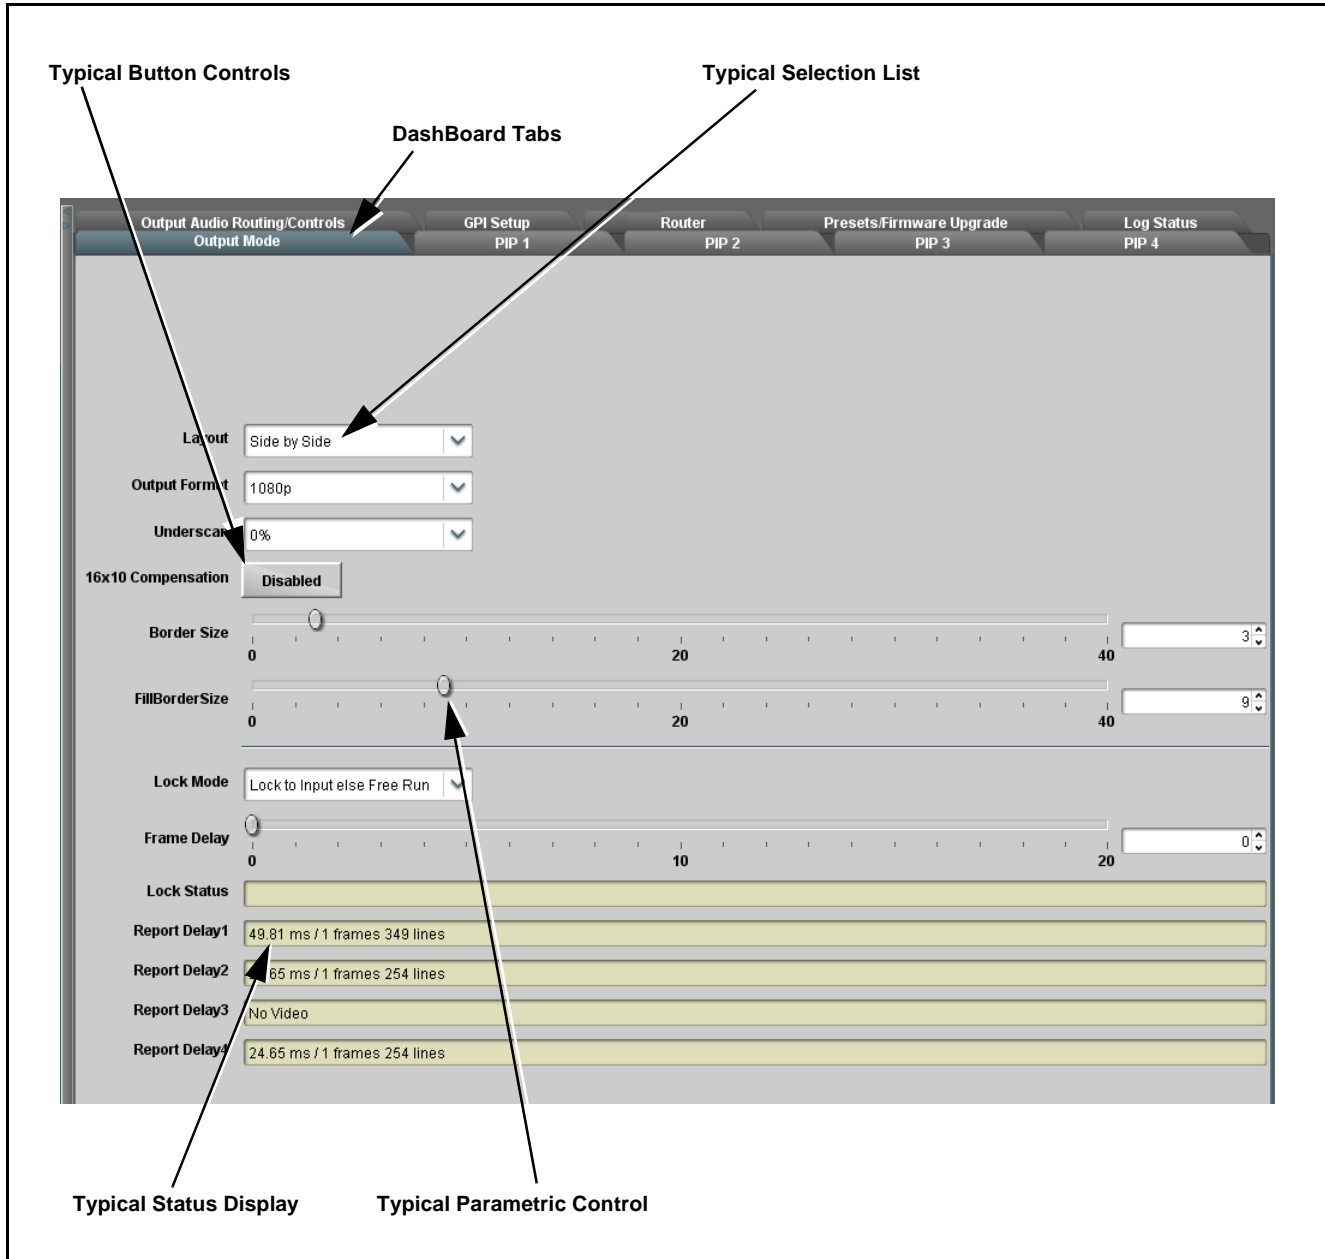 Typical Button Controls
Typical Selection List
DashBoard Tabs
Output Audio Routing/Controls GPI Setup Router Presets/Firmware Upgrade Log Status
Output Mode PIP 1 PIP 2 PIP 3 PIP 4
Layout Side by Side
Output Format 1080p
Underscan 0%
16x10 Compensation Disabled
Border Size 3
0 20 40
FillBorderSize 9
0 20 40
Lock Mode Lock to Input else Free Run
Frame Delay 0
0 10 20
Lock Status
Report Delay1 49.81 ms / 1 frames 349 lines
Report Delay2 .65 ms / 1 frames 254 lines
Report Delay3 No Video
Report Delay4 24.65 ms / 1 frames 254 lines
Typical Status Display Typical Parametric Control